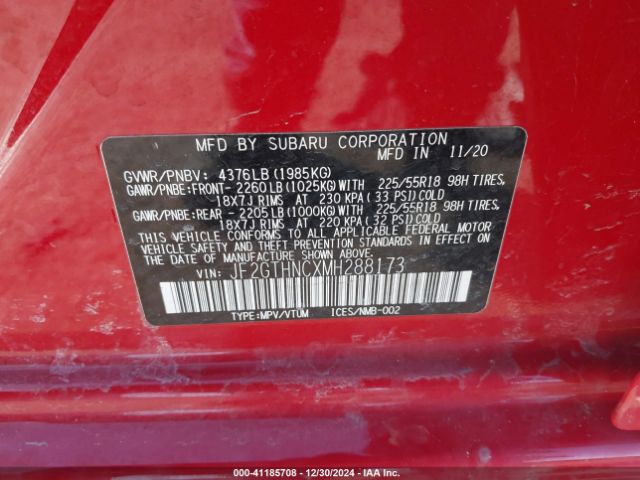 MFD BY SUBARU CORPORATION
MFD IN 11/20
GVWR/PNBV: 4376LB(1985KG)
GAWR/PNBE:FRONT- 2260LB(1025KG)WITH 225/55R18 98H TIRES,
18X7J RIMS AT 230 KPA (33 PSI)COLD
GAWR/PNBE:REAR - 2205LB(1000KG)WITH 225/55R18 98H TIRES,
18X7J RIMS AT 220 KPA (32 PSI)COLD
THIS VEHICLE CONFORMS TO ALL APPLICABLE FEDERAL MOTOR
VEHICLE SAFETY AND THEFT PREVENTION STANDARDS IN EFFECT
ON THE DATE OF MANUFACTURE SHOWN ABOVE.
VIN: JF2GTHNCXMH288173
TYPE:MPV/VTUM ICES/NMB-002
000-41185708 - 12/30/2024 - IAA Inc.